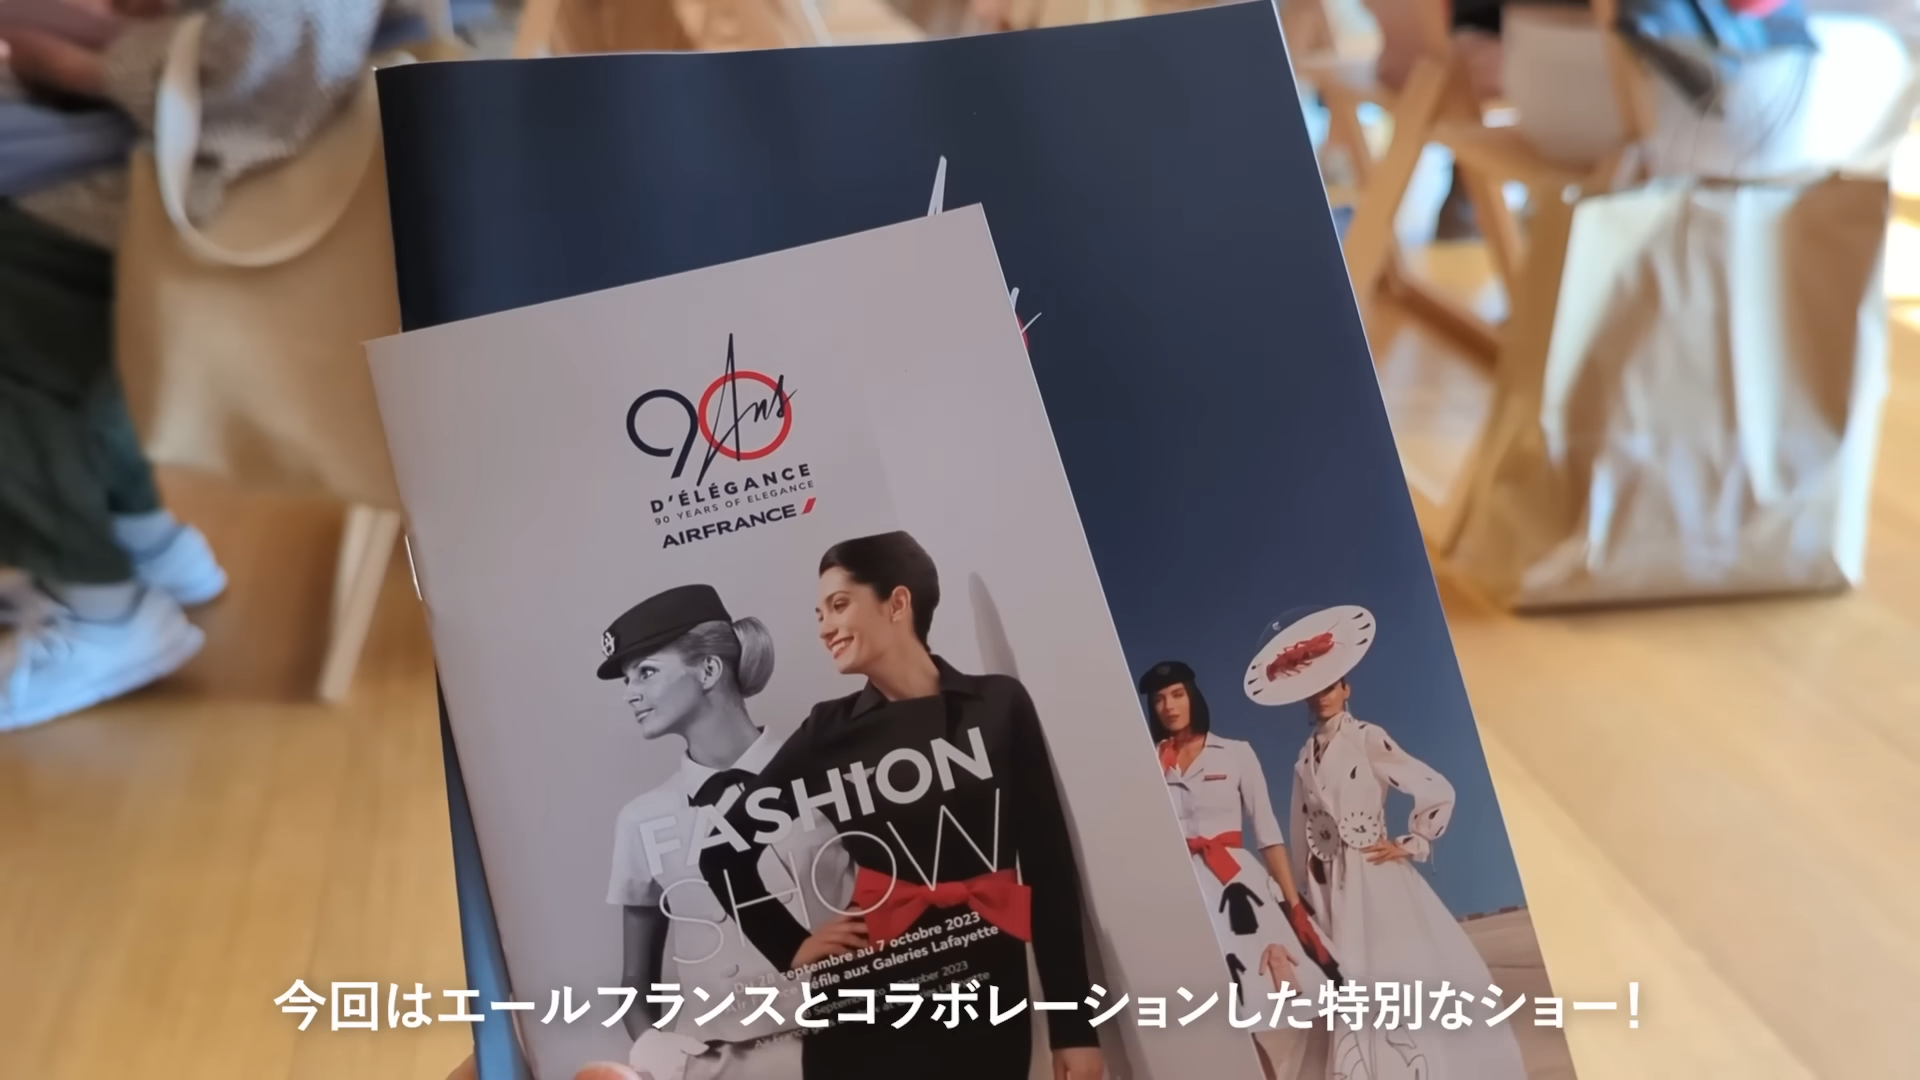 90 Ans
D'ÉLÉGANCE
90 YEARS OF ELEGANCE
AIRFRANCE
FASHION
SHOW
Du 28 septembre au 7 octobre 2023
défile aux Galeries Lafayette
今回はエールフランスとコラボレーションした特別なショー!